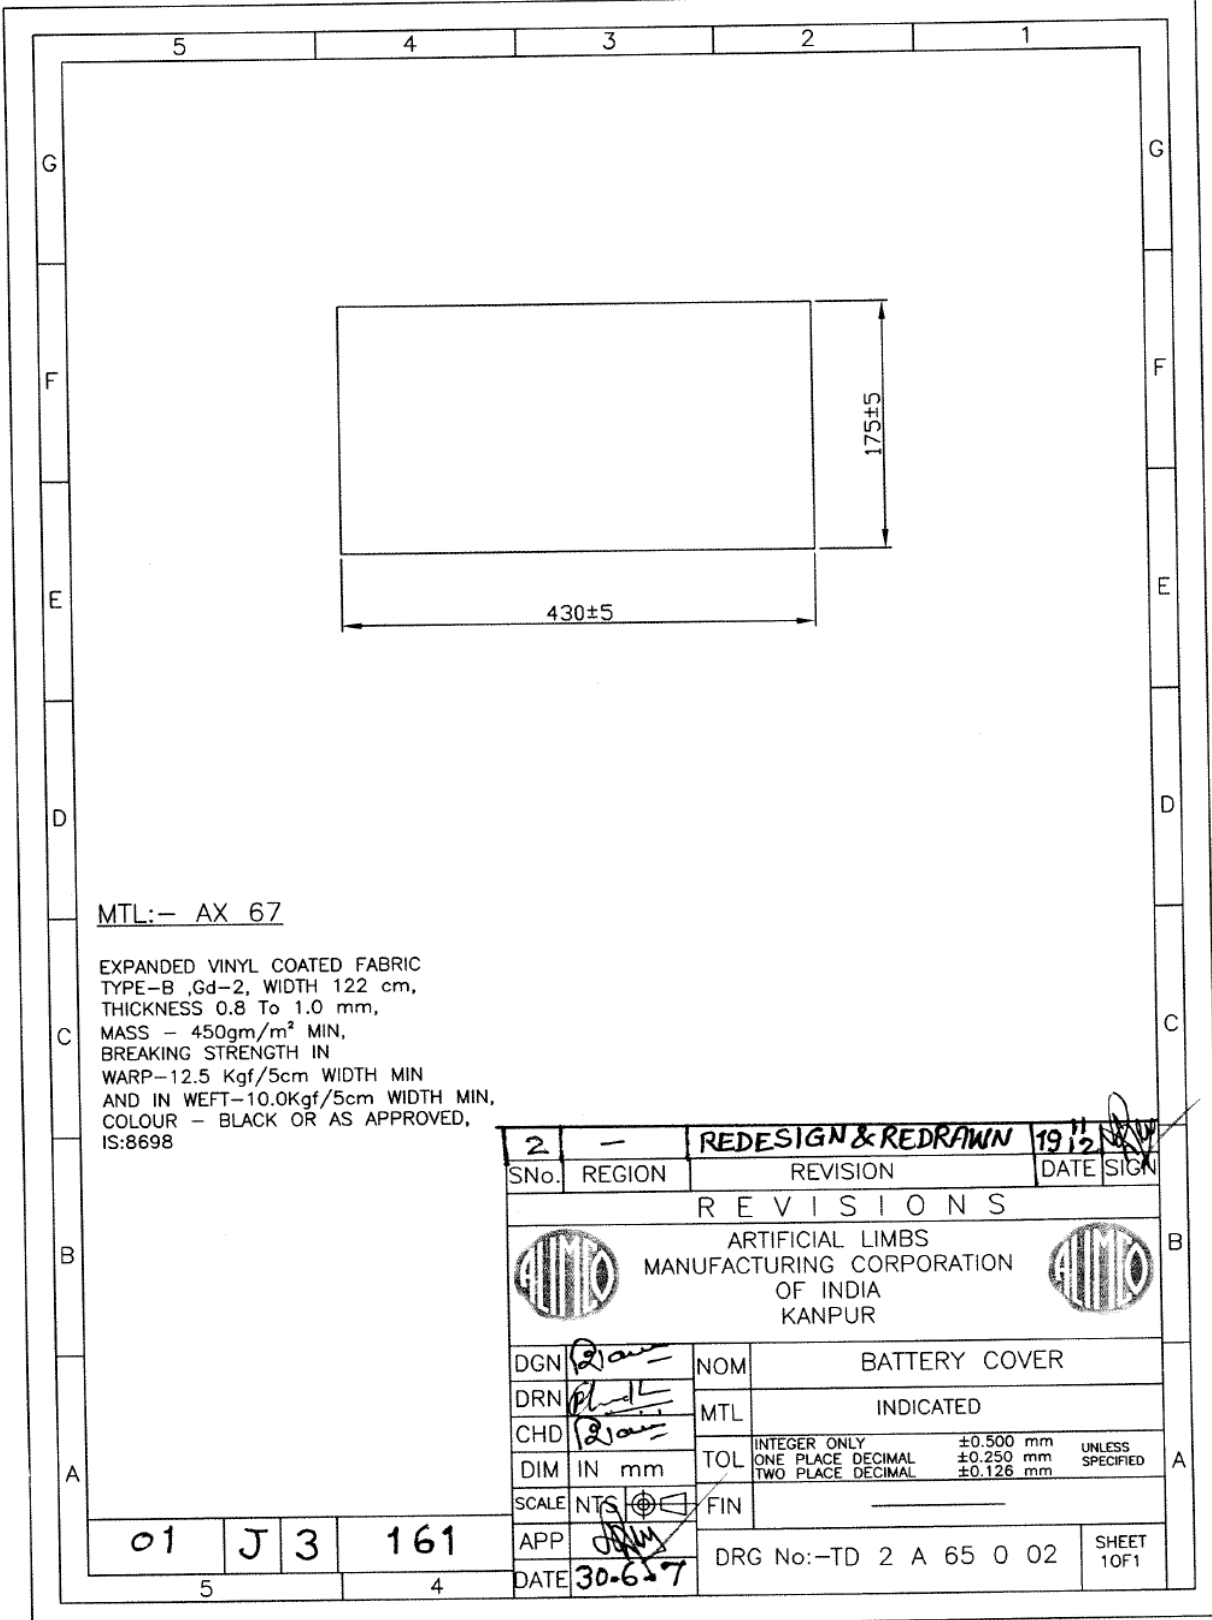 5 4 3 2 1
G G
F F
175±5
430±5
E E
D D
MTL:- AX 67
EXPANDED VINYL COATED FABRIC
TYPE-B ,Gd-2, WIDTH 122 cm,
THICKNESS 0.8 To 1.0 mm,
MASS - 450gm/m² MIN,
BREAKING STRENGTH IN
WARP-12.5 Kgf/5cm WIDTH MIN
AND IN WEFT-10.0Kgf/5cm WIDTH MIN,
COLOUR - BLACK OR AS APPROVED,
IS:8698
C C
2 - REDESIGN & REDRAWN 19 11 12
SNo. REGION REVISION DATE SIGN
REVISIONS
ALIMCO ALIMCO
ARTIFICIAL LIMBS
MANUFACTURING CORPORATION
OF INDIA
KANPUR
B B
DGN NOM BATTERY COVER
DRN MTL INDICATED
CHD
DIM IN mm
TOL INTEGER ONLY ±0.500 mm
ONE PLACE DECIMAL ±0.250 mm
TWO PLACE DECIMAL ±0.126 mm
UNLESS
SPECIFIED
A A
SCALE NTS FIN
APP
DATE 30.6.7
DRG No:-TD 2 A 65 0 02
SHEET
1OF1
01 J 3 161
5 4